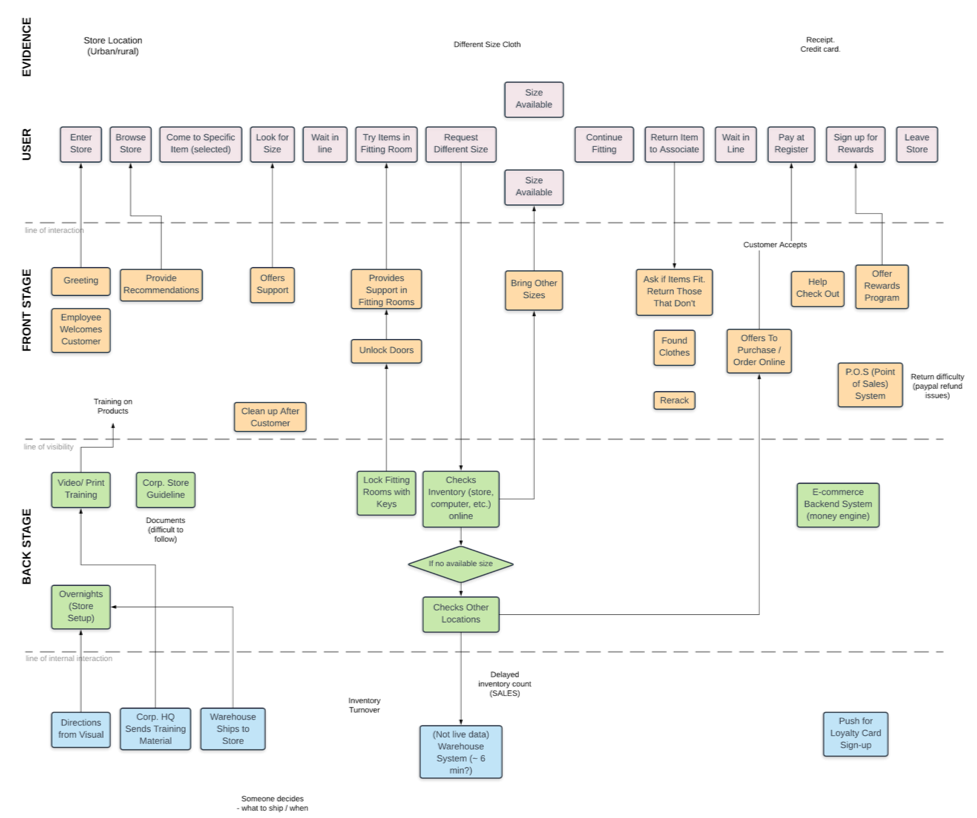 EVIDENCE
Store Location
(Urban/rural)
Different Size Cloth
Receipt.
Credit card.
Size
Available
USER
Enter
Store
Browse
Store
Come to Specific
Item (selected)
Look for
Size
Wait in
line
Try Items in
Fitting Room
Request
Different Size
Continue
Fitting
Return Item
to Associate
Wait in
Line
Pay at
Register
Sign up for
Rewards
Leave
Store
Size
Available
line of interaction
Customer Accepts
FRONT STAGE
Greeting
Provide
Recommendations
Offers
Support
Provides
Support in
Fitting Rooms
Bring Other
Sizes
Ask if Items Fit.
Return Those
That Don't
Help
Check Out
Offer
Rewards
Program
Employee
Welcomes
Customer
Unlock Doors
Found
Clothes
Offers To
Purchase /
Order Online
P.O.S (Point
of Sales)
System
Return difficulty
(paypal refund
issues)
Rerack
Training on
Products
Clean up After
Customer
line of visibility
BACK STAGE
Video/ Print
Training
Corp. Store
Guideline
Documents
(difficult to
follow)
Lock Fitting
Rooms with
Keys
Checks
Inventory (store,
computer, etc.)
online
E-commerce
Backend System
(money engine)
If no available size
Overnights
(Store
Setup)
Checks Other
Locations
line of internal interaction
Delayed
inventory count
(SALES)
Inventory
Turnover
Directions
from Visual
Corp. HQ
Sends Training
Material
Warehouse
Ships to
Store
(Not live data)
Warehouse
System (~ 6
min?)
Push for
Loyalty Card
Sign-up
Someone decides
- what to ship / when